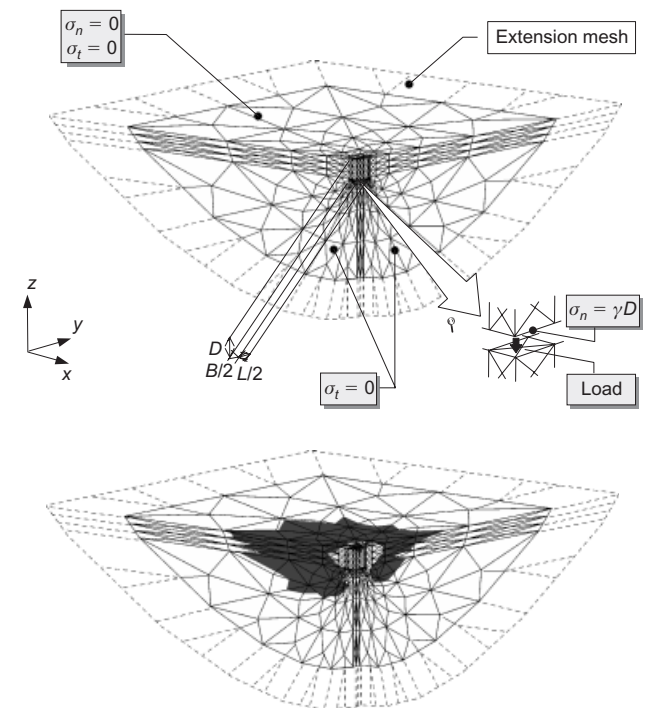 σn = 0
σt = 0
Extension mesh
z
y
x
D
B/2 L/2
σt = 0
σn = γD
Load